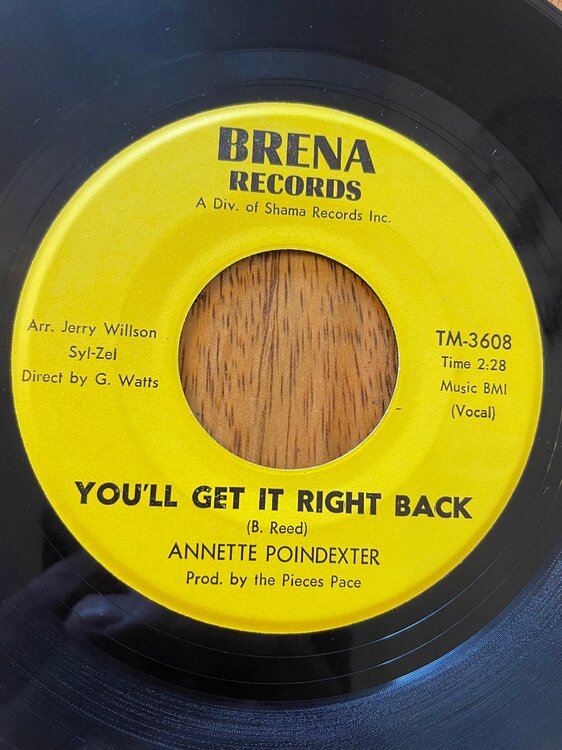 BRENA
RECORDS
A Div. of Shama Records Inc.
Arr. Jerry Willson
Syl-Zel
Direct by G. Watts
TM-3608
Time 2:28
Music BMI
(Vocal)
YOU'LL GET IT RIGHT BACK
(B. Reed)
ANNETTE POINDEXTER
Prod. by the Pieces Pace